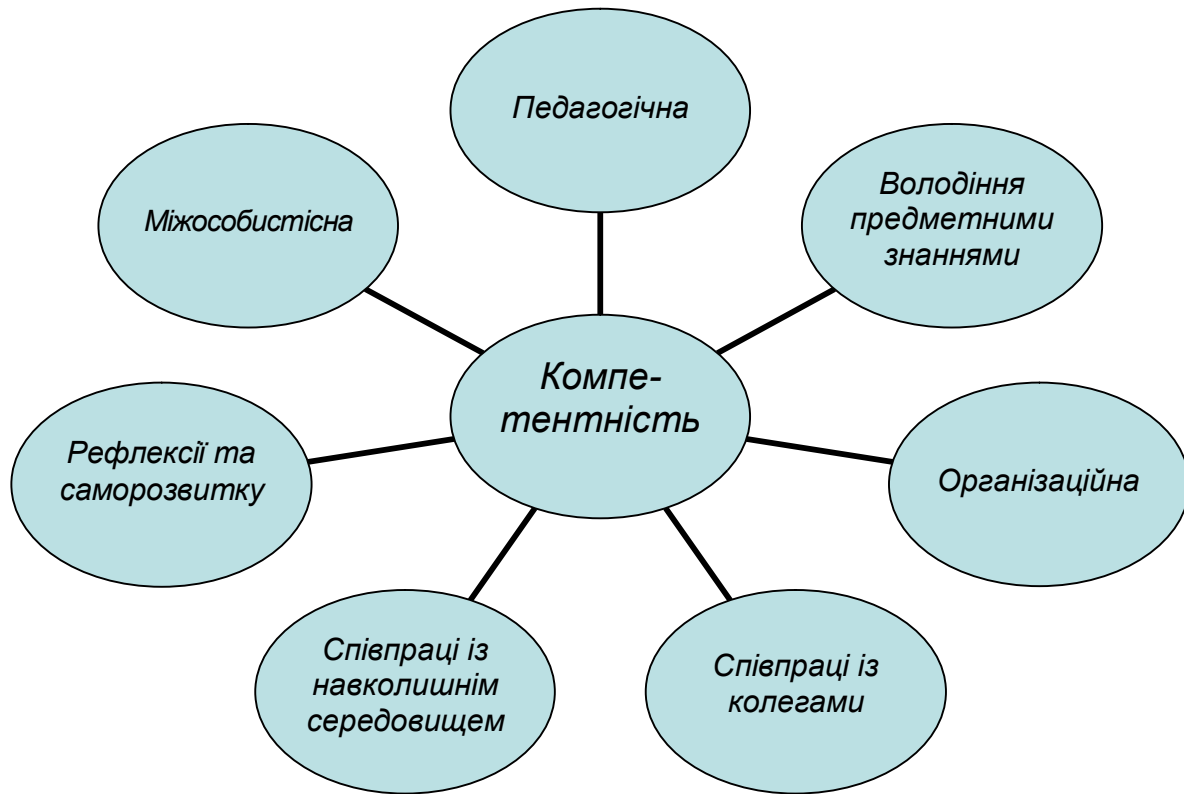 Педагогічна
Володіння
предметними
знаннями
Міжособистісна
Компе-
тентність
Рефлексії та
саморозвитку
Організаційна
Співпраці із
навколишнім
середовищем
Співпраці із
колегами